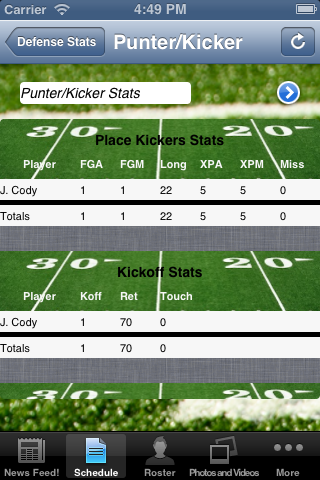 Carrier 4:49 PM
Defense Stats Punter/Kicker
Punter/Kicker Stats
Place Kickers Stats
Player FGA FGM Long XPA XPM Miss
J. Cody 1 1 22 5 5 0
Totals 1 1 22 5 5 0
Kickoff Stats
Player Koff Ret Touch
J. Cody 1 70 0
Totals 1 70 0
News Feed! Schedule Roster Photos and Videos More